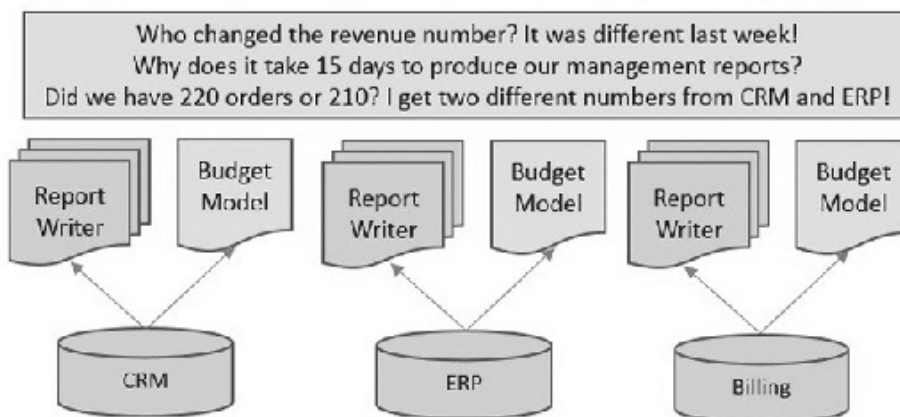 Who changed the revenue number? It was different last week!
Why does it take 15 days to produce our management reports?
Did we have 220 orders or 210? I get two different numbers from CRM and ERP!
Report
Writer
Budget
Model
Report
Writer
Budget
Model
Report
Writer
Budget
Model
CRM
ERP
Billing